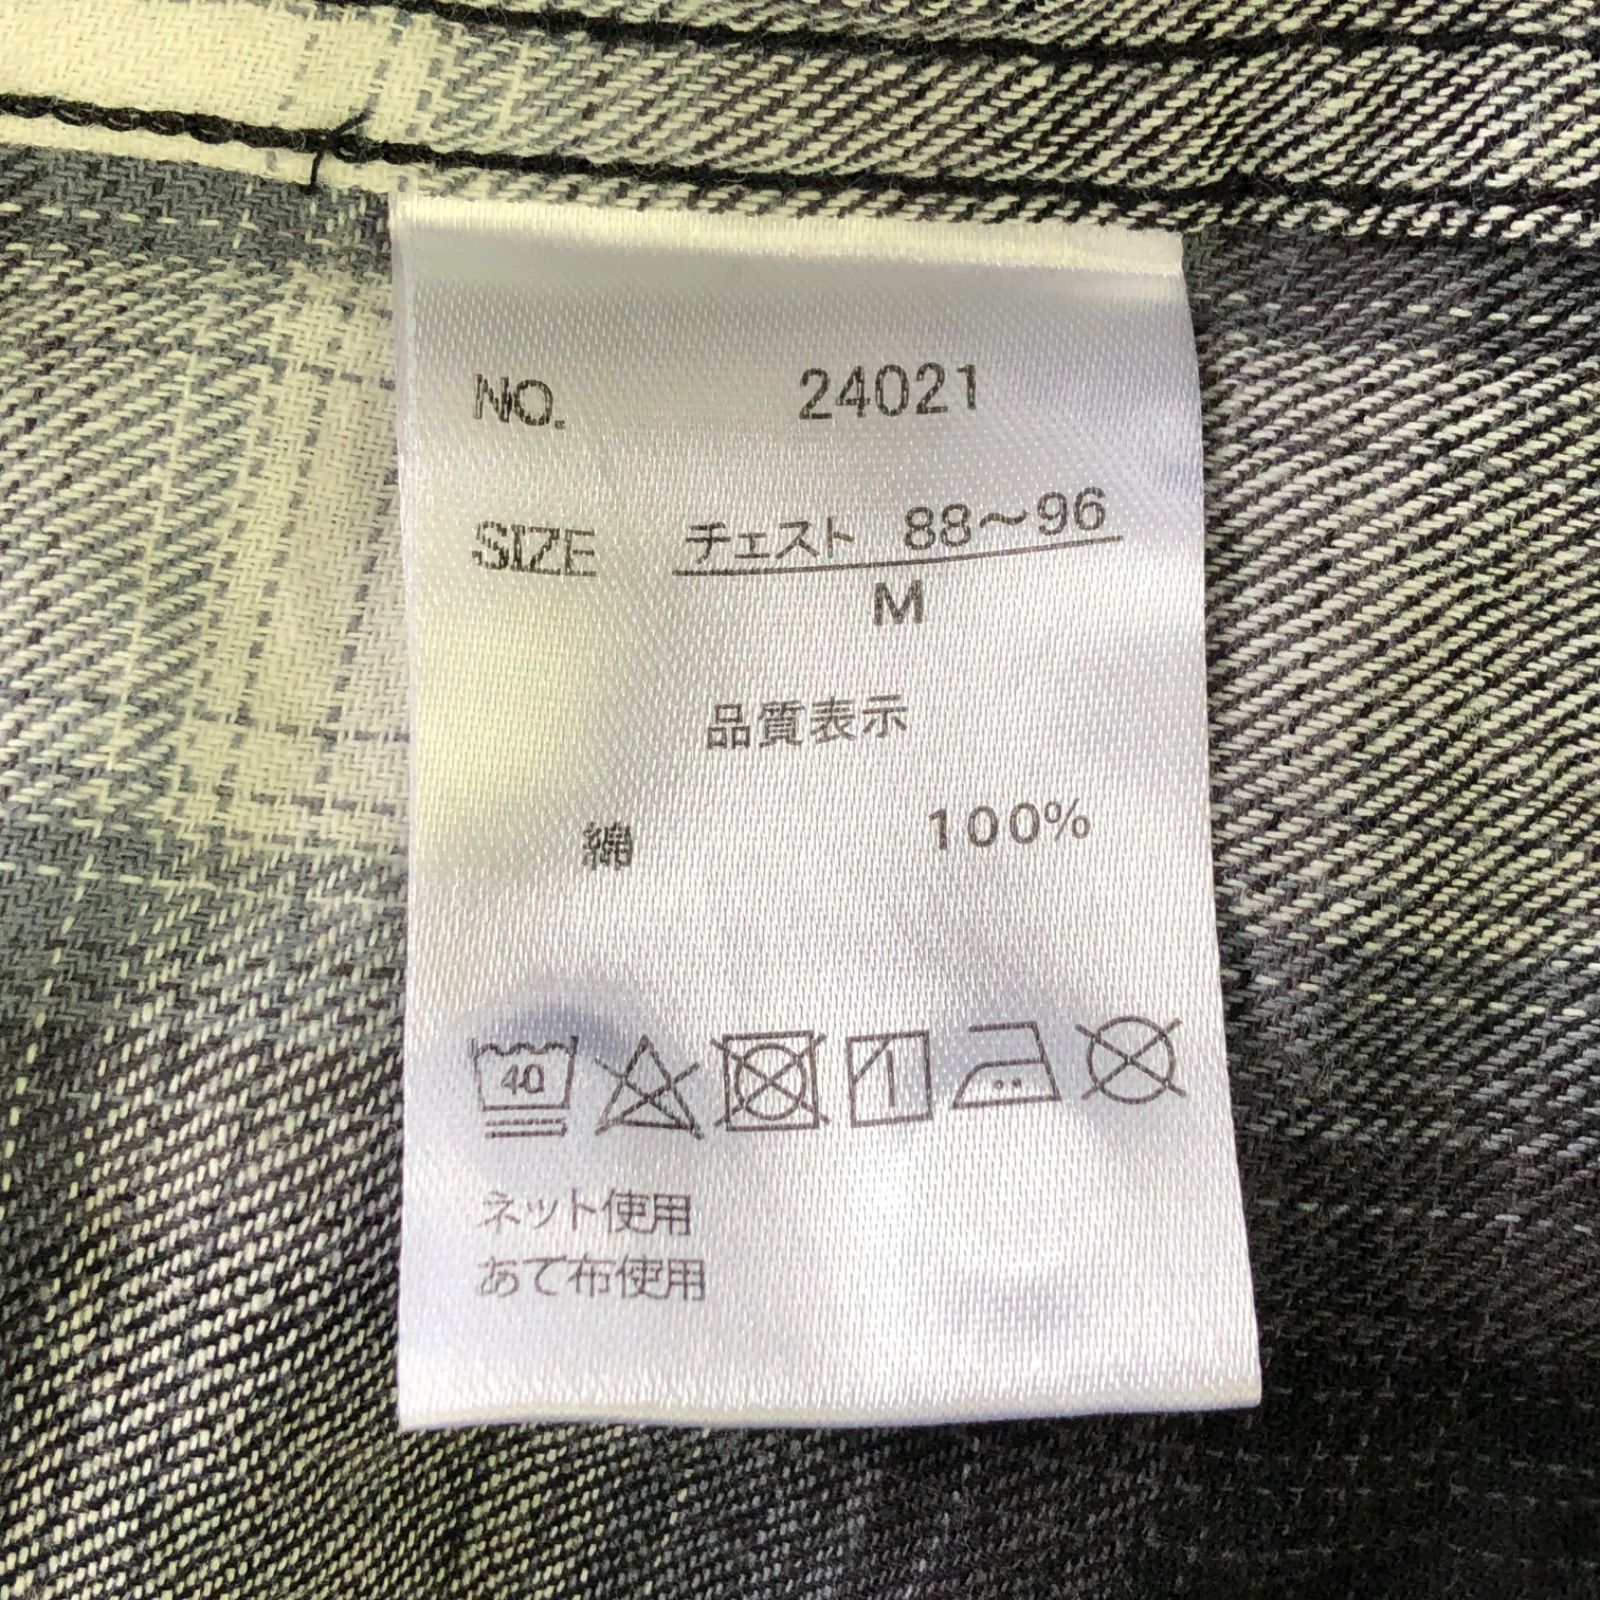 NO. 24021
SIZE チェスト 88～96
M
品質表示
綿 100%
40
ネット使用
あて布使用